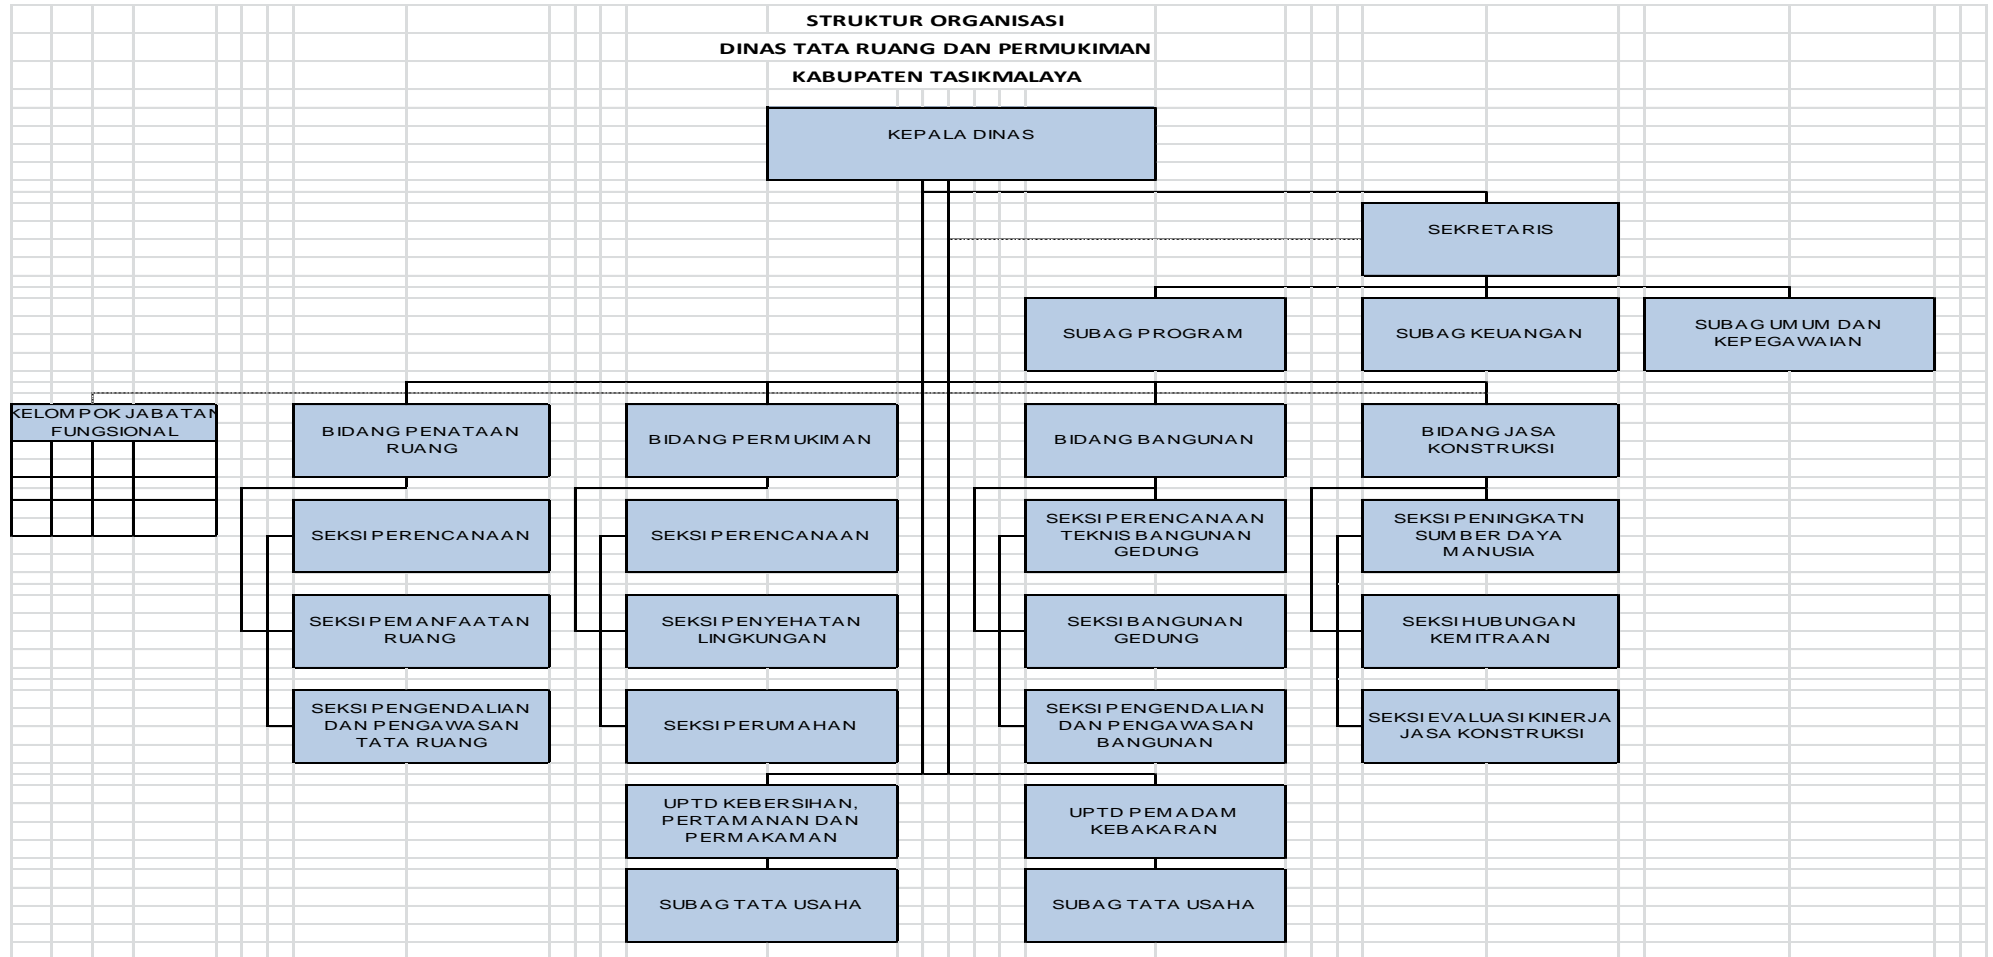 STRUKTUR ORGANISASI
DINAS TATA RUANG DAN PERMUKIMAN
KABUPATEN TASIKMALAYA
KEPALA DINAS
SEKRETARIS
SUBAG PROGRAM
SUBAG KEUANGAN
SUBAG UMUM DAN
KEPEGAWAIAN
KELOMPOK JABATAN
FUNGSIONAL
BIDANG PENATAAN
RUANG
BIDANG PERMUKIMAN
BIDANG BANGUNAN
BIDANG JASA
KONSTRUKSI
SEKSI PERENCANAAN
SEKSI PERENCANAAN
SEKSI PERENCANAAN
TEKNIS BANGUNAN
GEDUNG
SEKSI PENINGKATN
SUMBER DAYA
MANUSIA
SEKSI PEMANFAATAN
RUANG
SEKSI PENYEHATAN
LINGKUNGAN
SEKSI BANGUNAN
GEDUNG
SEKSI HUBUNGAN
KEMITRAAN
SEKSI PENGENDALIAN
DAN PENGAWASAN
TATA RUANG
SEKSI PERUMAHAN
SEKSI PENGENDALIAN
DAN PENGAWASAN
BANGUNAN
SEKSI EVALUASI KINERJA
JASA KONSTRUKSI
UPTD KEBERSIHAN,
PERTAMANAN DAN
PERMAKAMAN
UPTD PEMADAM
KEBAKARAN
SUBAG TATA USAHA
SUBAG TATA USAHA